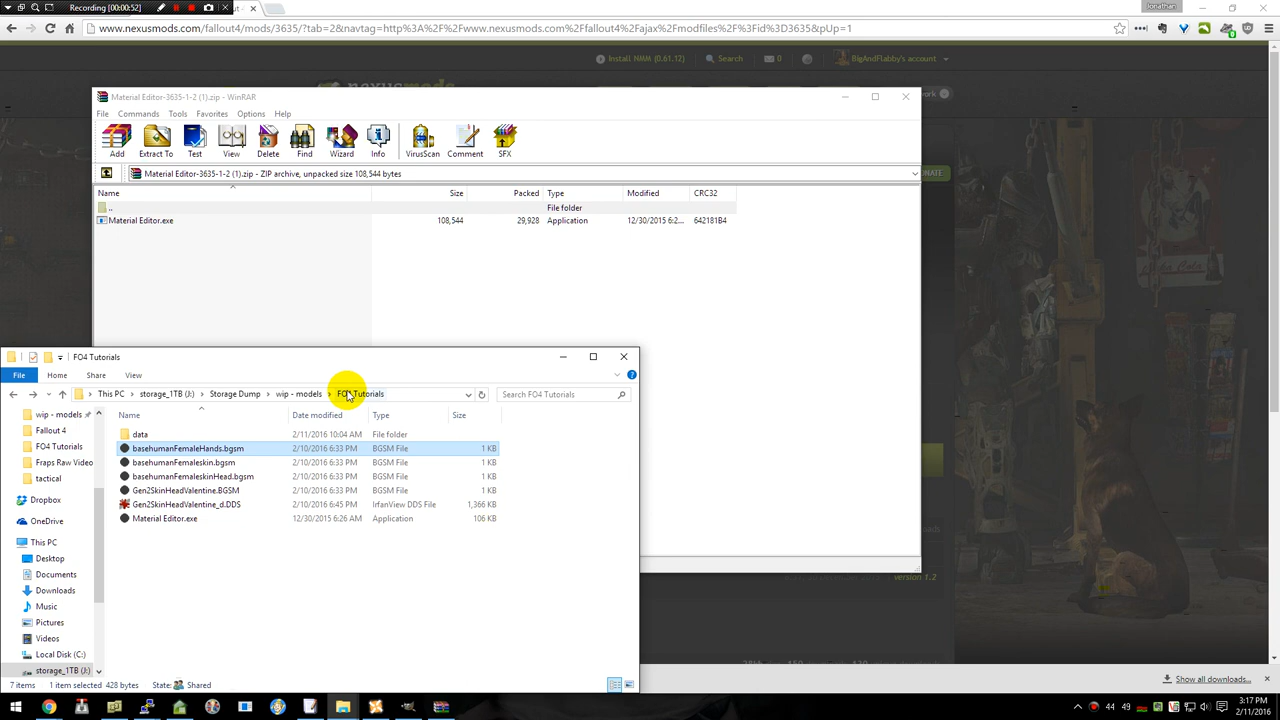 Recording [00:00:52]
Jonathan
www.nexusmods.com/fallout4/mods/3635/?tab=2&navtag=http%3A%2F%2Fwww.nexusmods.com%2Ffallout4%2Fajax%2Fmodfiles%2F%3Fid%3D3635&pUp=1
Install NMM (0.61.12)
Search
0
BigAndFlabby's account
nexusmods
Material Editor-3635-1-2 (1).zip - WinRAR
File Commands Tools Favorites Options Help
Add Extract To Test View Delete Find Wizard Info VirusScan Comment SFX
Material Editor-3635-1-2 (1).zip - ZIP archive, unpacked size 108,544 bytes
Name Size Packed Type Modified CRC32
.. File folder
Material Editor.exe 108,544 29,928 Application 12/30/2015 6:2... 642181B4
FO4 Tutorials
File Home Share View
This PC storage_1TB (J:) Storage Dump wip - models FO4 Tutorials
Search FO4 Tutorials
Name Date modified Type Size
data 2/11/2016 10:04 AM File folder
basehumanFemaleHands.bgsm 2/10/2016 6:33 PM BGSM File 1 KB
basehumanFemaleskin.bgsm 2/10/2016 6:33 PM BGSM File 1 KB
basehumanFemaleskinHead.bgsm 2/10/2016 6:33 PM BGSM File 1 KB
Gen2SkinHeadValentine.BGSM 2/10/2016 6:33 PM BGSM File 1 KB
Gen2SkinHeadValentine_d.DDS 2/10/2016 6:45 PM IrfanView DDS File 1,366 KB
Material Editor.exe 12/30/2015 6:26 AM Application 106 KB
wip - models
Fallout 4
FO4 Tutorials
Fraps Raw Video
tactical
Dropbox
OneDrive
This PC
Desktop
Documents
Downloads
Music
Pictures
Videos
Local Disk (C:)
storage_1TB (J:)
7 items 1 item selected 428 bytes State: Shared
version 1.2
Show all downloads...
44 49
3:17 PM
2/11/2016